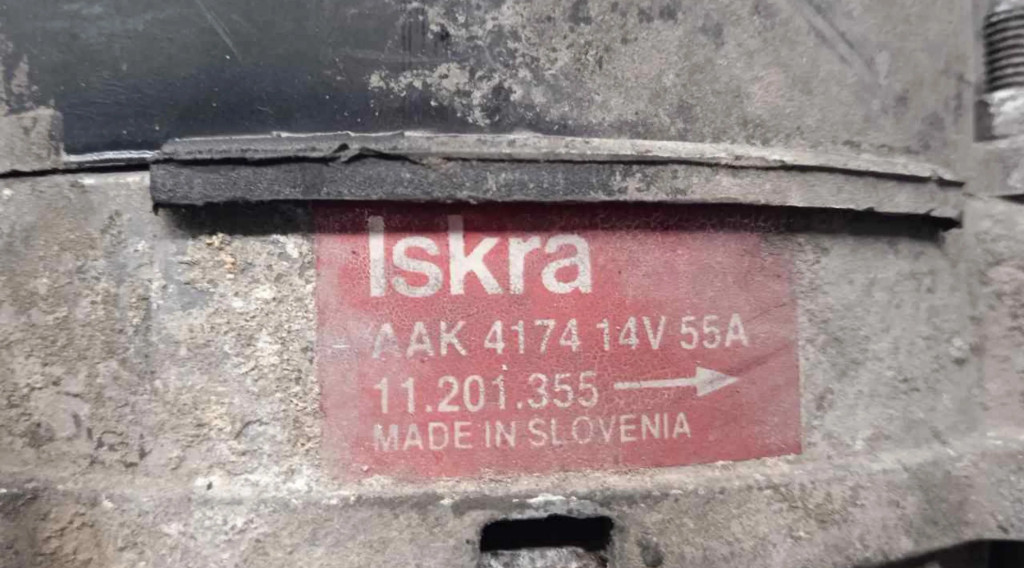 Iskra
AAK 4174 14V 55A
11.201.355
MADE IN SLOVENIA